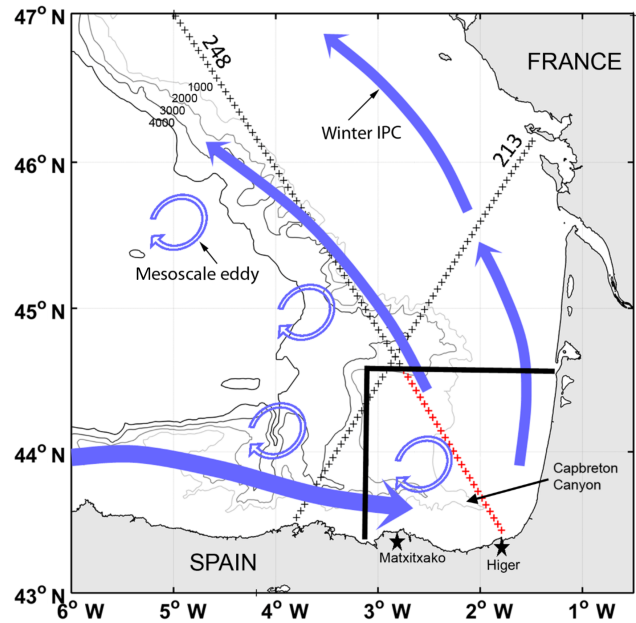 47° N
46° N
45° N
44° N
43° N
6° W
5° W
4° W
3° W
2° W
1° W
FRANCE
SPAIN
248
213
1000
2000
3000
4000
Winter IPC
Mesoscale eddy
Capbreton
Canyon
Matxitxako
Higer